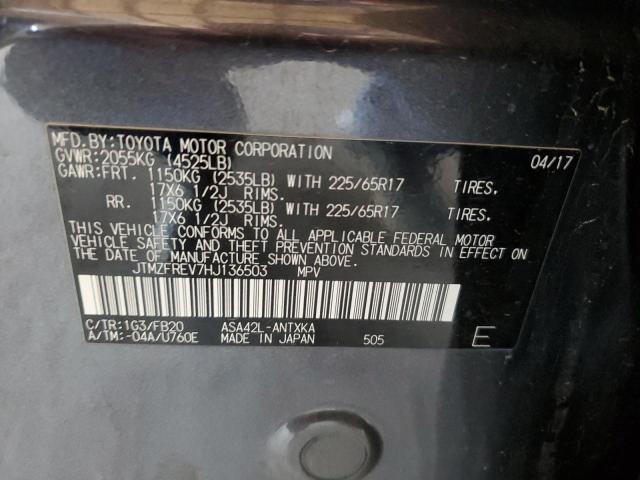 MFD.BY:TOYOTA MOTOR CORPORATION 04/17
GVWR:2055KG (4525LB)
GAWR:FRT. 1150KG (2535LB) WITH 225/65R17 TIRES,
17X6 1/2J RIMS.
RR. 1150KG (2535LB) WITH 225/65R17 TIRES,
17X6 1/2J RIMS.
THIS VEHICLE CONFORMS TO ALL APPLICABLE FEDERAL MOTOR
VEHICLE SAFETY AND THEFT PREVENTION STANDARDS IN EFFECT ON
THE DATE OF MANUFACTURE SHOWN ABOVE.
JTMZFREV7HJ136503 MPV
C/TR:1G3/FB20 ASA42L-ANTXKA
A/TM:-04A/U760E MADE IN JAPAN 505 E